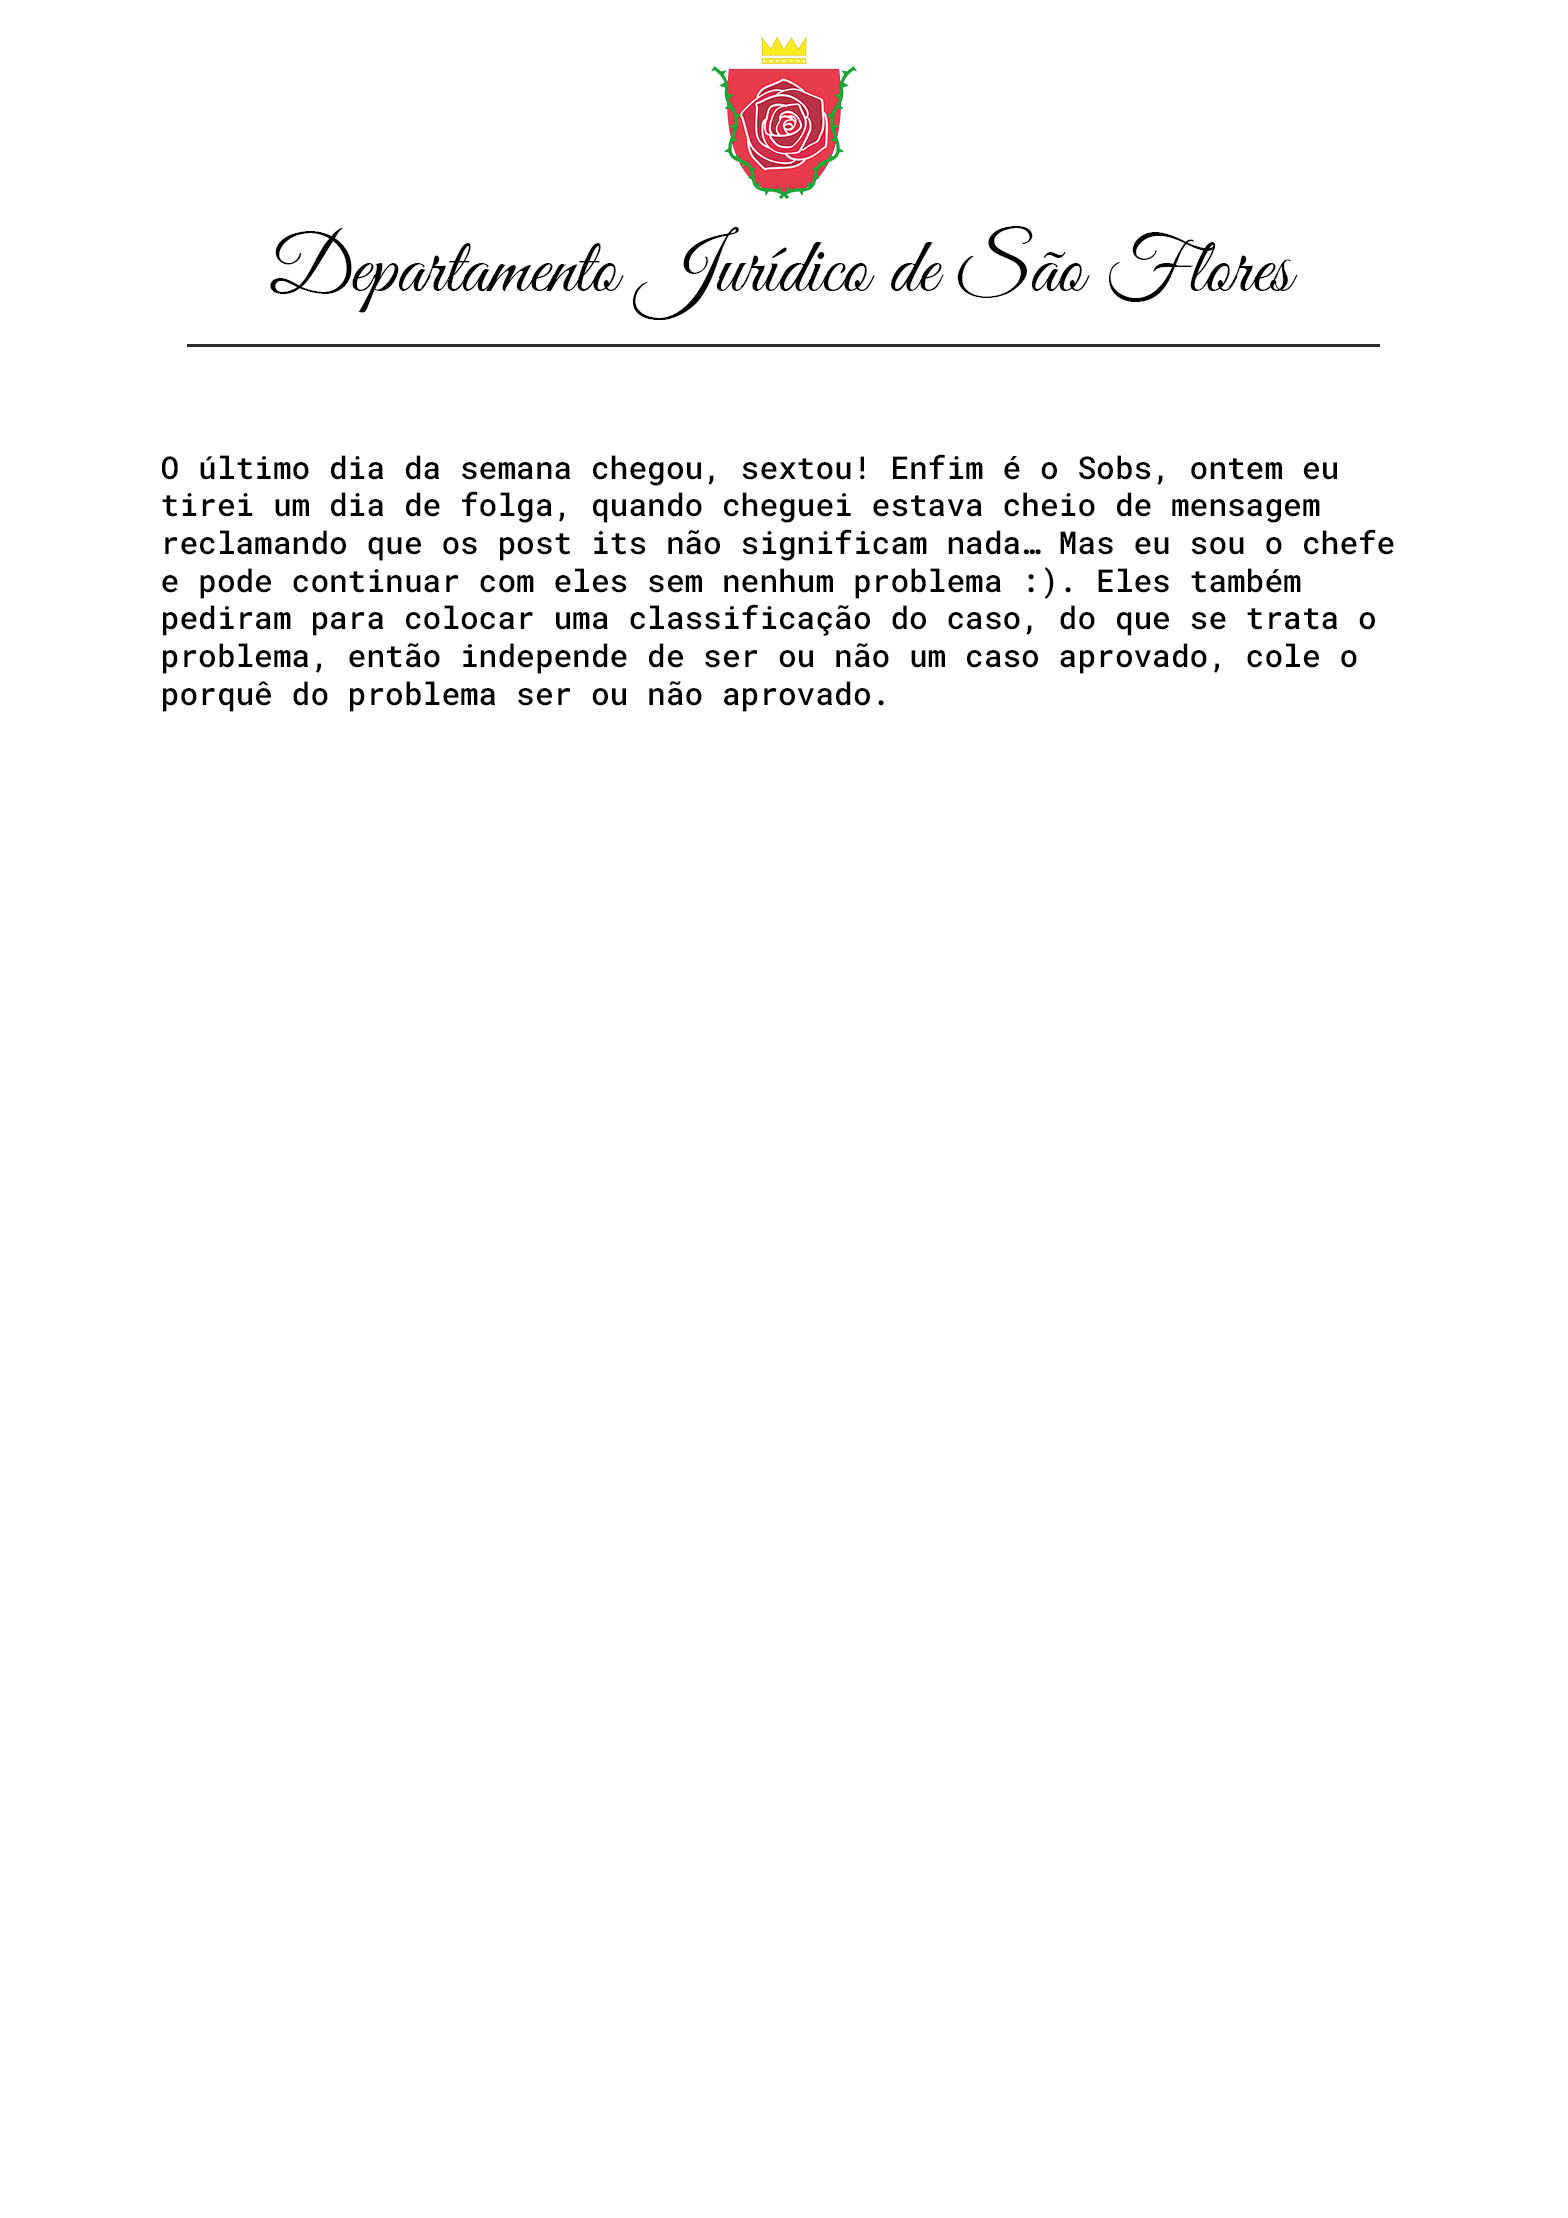 Departamento Jurídico de São Flores
O último dia da semana chegou, sextou! Enfim é o Sobs, ontem eu
tirei um dia de folga, quando cheguei estava cheio de mensagem
reclamando que os post its não significam nada… Mas eu sou o chefe
e pode continuar com eles sem nenhum problema :). Eles também
pediram para colocar uma classificação do caso, do que se trata o
problema, então independe de ser ou não um caso aprovado, cole o
porquê do problema ser ou não aprovado.